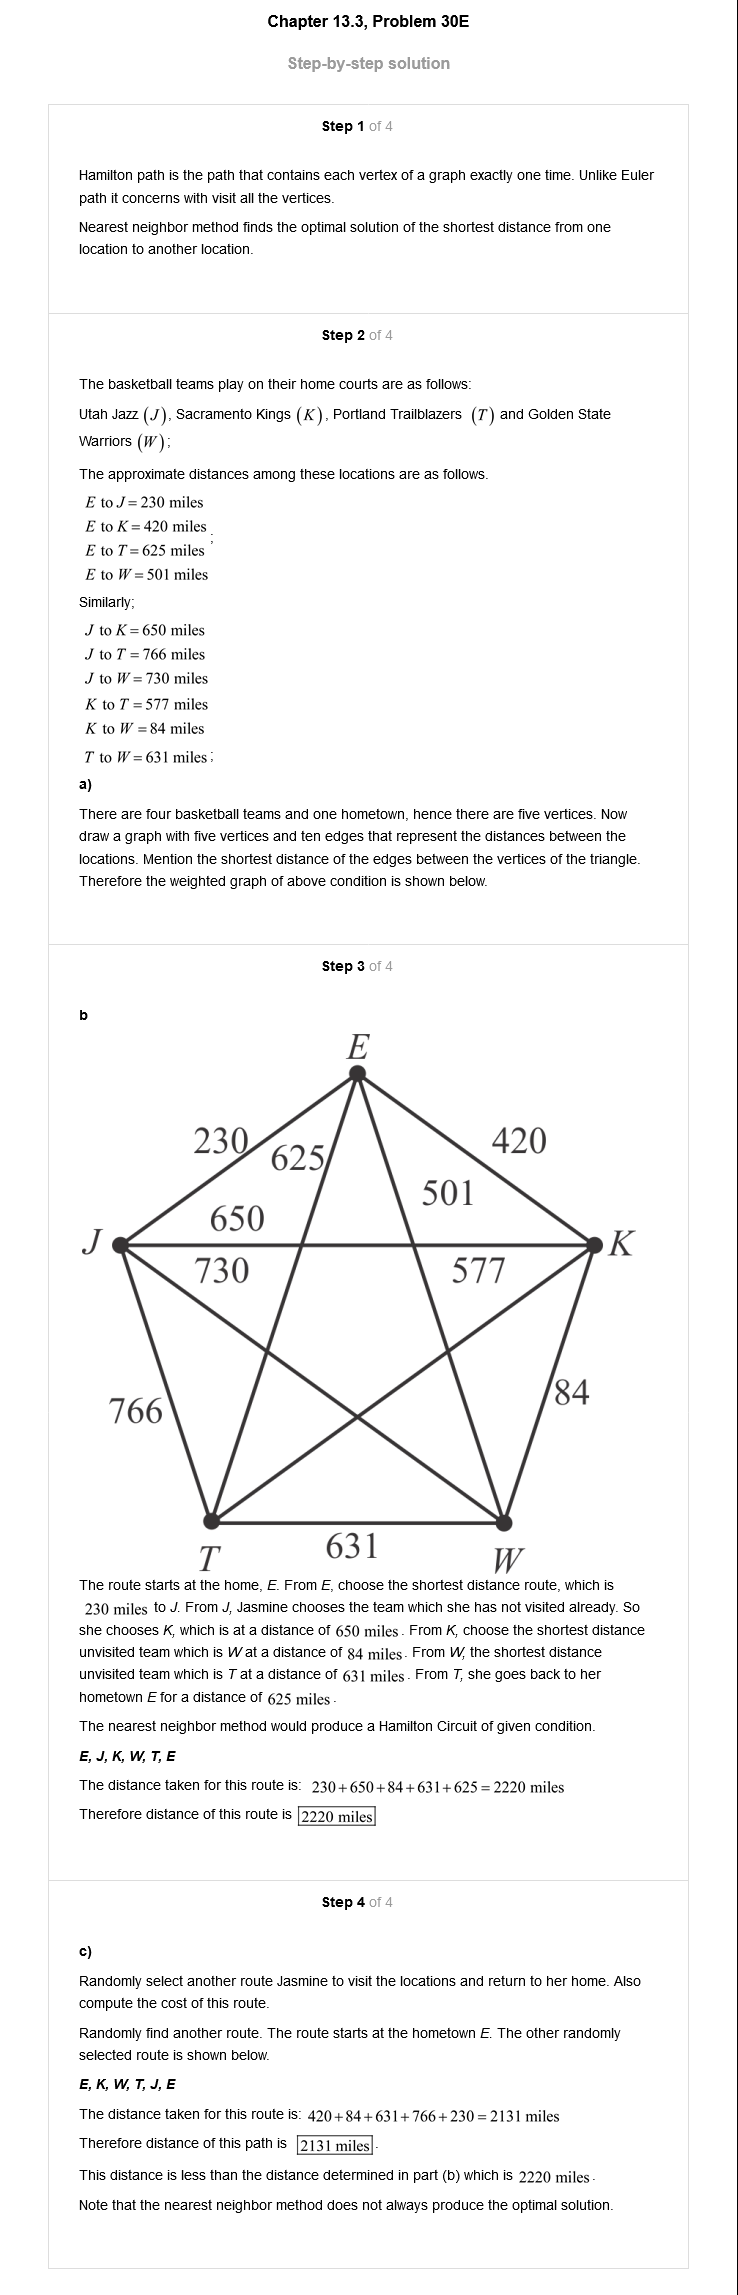 Chapter 13.3, Problem 30E
Step-by-step solution
Step 1 of 4
Hamilton path is the path that contains each vertex of a graph exactly one time. Unlike Euler
path it concerns with visit all the vertices.
Nearest neighbor method finds the optimal solution of the shortest distance from one
location to another location.
Step 2 of 4
The basketball teams play on their home courts are as follows:
Utah Jazz (J), Sacramento Kings (K), Portland Trailblazers (T) and Golden State
Warriors (W);
The approximate distances among these locations are as follows.
E to J = 230 miles
E to K = 420 miles
E to T = 625 miles ;
E to W = 501 miles
Similarly;
J to K = 650 miles
J to T = 766 miles
J to W = 730 miles
K to T = 577 miles
K to W = 84 miles
T to W = 631 miles ;
a)
There are four basketball teams and one hometown, hence there are five vertices. Now
draw a graph with five vertices and ten edges that represent the distances between the
locations. Mention the shortest distance of the edges between the vertices of the triangle.
Therefore the weighted graph of above condition is shown below.
Step 3 of 4
b
E
230 625 420
501
650
J K
730 577
84
766
631
T W
The route starts at the home, E. From E, choose the shortest distance route, which is
230 miles to J. From J, Jasmine chooses the team which she has not visited already. So
she chooses K, which is at a distance of 650 miles. From K, choose the shortest distance
unvisited team which is W at a distance of 84 miles. From W, the shortest distance
unvisited team which is T at a distance of 631 miles. From T, she goes back to her
hometown E for a distance of 625 miles.
The nearest neighbor method would produce a Hamilton Circuit of given condition.
E, J, K, W, T, E
The distance taken for this route is: 230+650+84+631+625 = 2220 miles
Therefore distance of this route is 2220 miles
Step 4 of 4
c)
Randomly select another route Jasmine to visit the locations and return to her home. Also
compute the cost of this route.
Randomly find another route. The route starts at the hometown E. The other randomly
selected route is shown below.
E, K, W, T, J, E
The distance taken for this route is: 420+84+631+766+230 = 2131 miles
Therefore distance of this path is 2131 miles.
This distance is less than the distance determined in part (b) which is 2220 miles.
Note that the nearest neighbor method does not always produce the optimal solution.